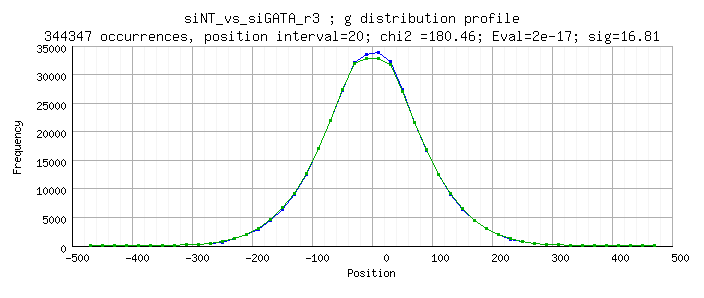 siNT_vs_siGATA_r3 ; g distribution profile
344347 occurrences, position interval=20; chi2 =180.46; Eval=2e-17; sig=16.81
35000
30000
25000
20000
15000
10000
5000
0
Frequency
-500 -400 -300 -200 -100 0 100 200 300 400 500
Position